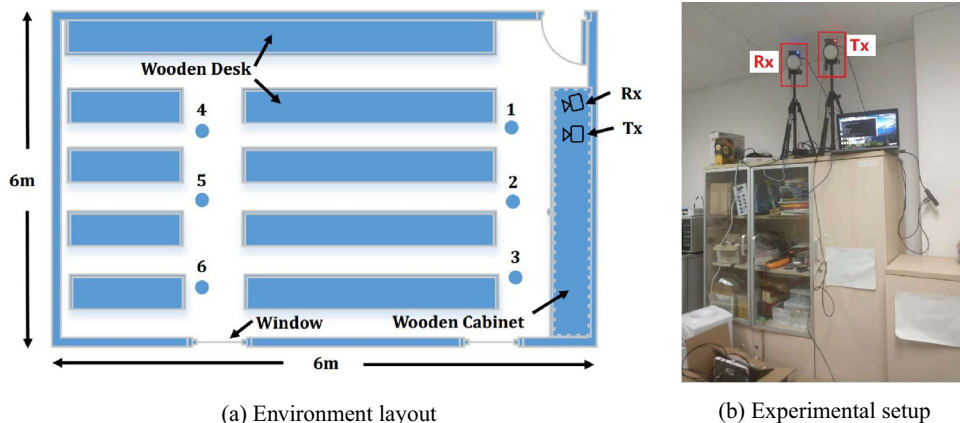 Wooden Desk
4
1
Rx
Tx
5
2
6m
6
3
Window
Wooden Cabinet
6m
(a) Environment layout
Rx
Tx
(b) Experimental setup